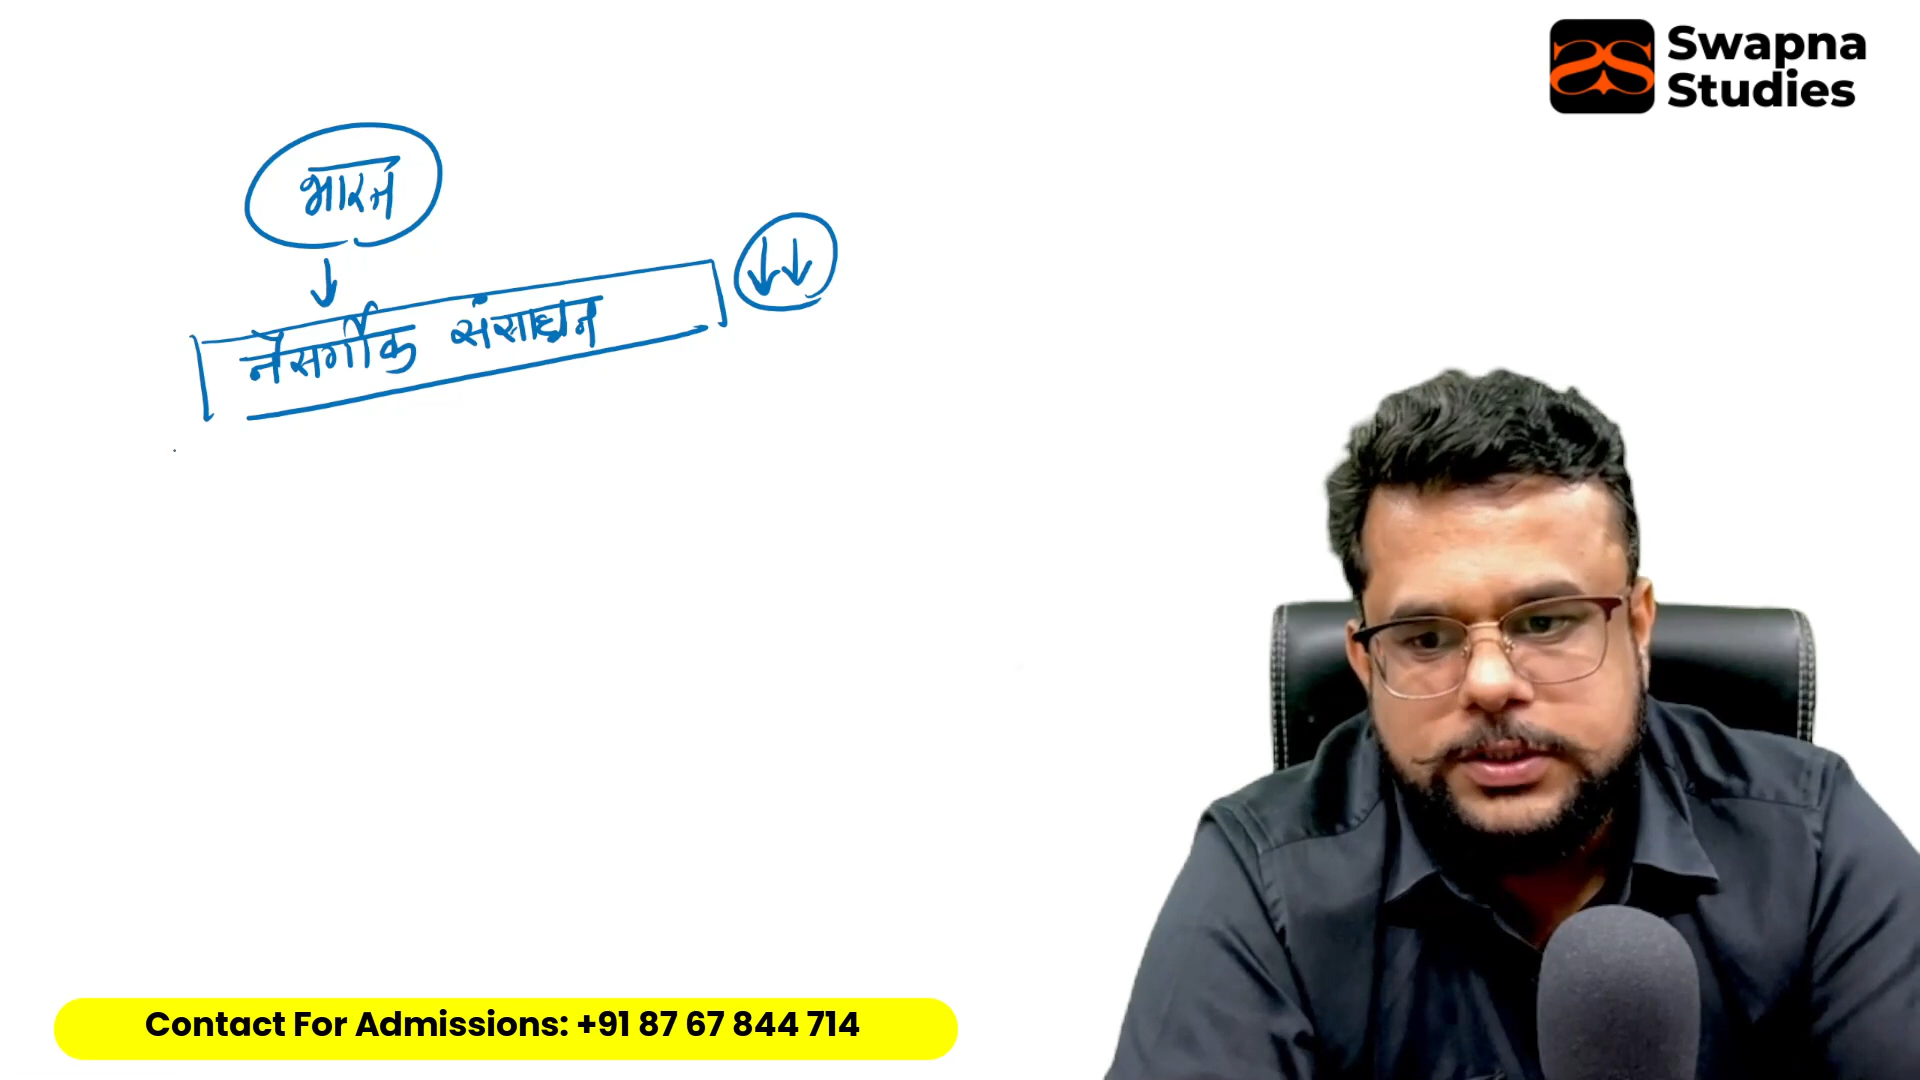 Swapna
Studies
भारत
नैसर्गीक संसाधन
Contact For Admissions: +91 87 67 844 714